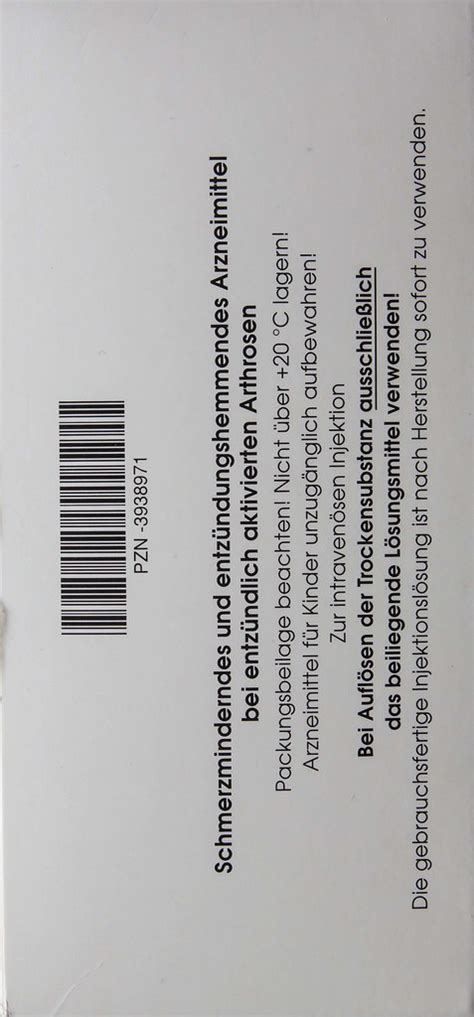 PZN -3938971
Schmerzminderndes und entzündungshemmendes Arzneimittel
bei entzündlich aktivierten Arthrosen
Packungsbeilage beachten! Nicht über +20 °C lagern!
Arzneimittel für Kinder unzugänglich aufbewahren!
Zur intravenösen Injektion
Bei Auflösen der Trockensubstanz ausschließlich
das beiliegende Lösungsmittel verwenden!
Die gebrauchsfertige Injektionslösung ist nach Herstellung sofort zu verwenden.